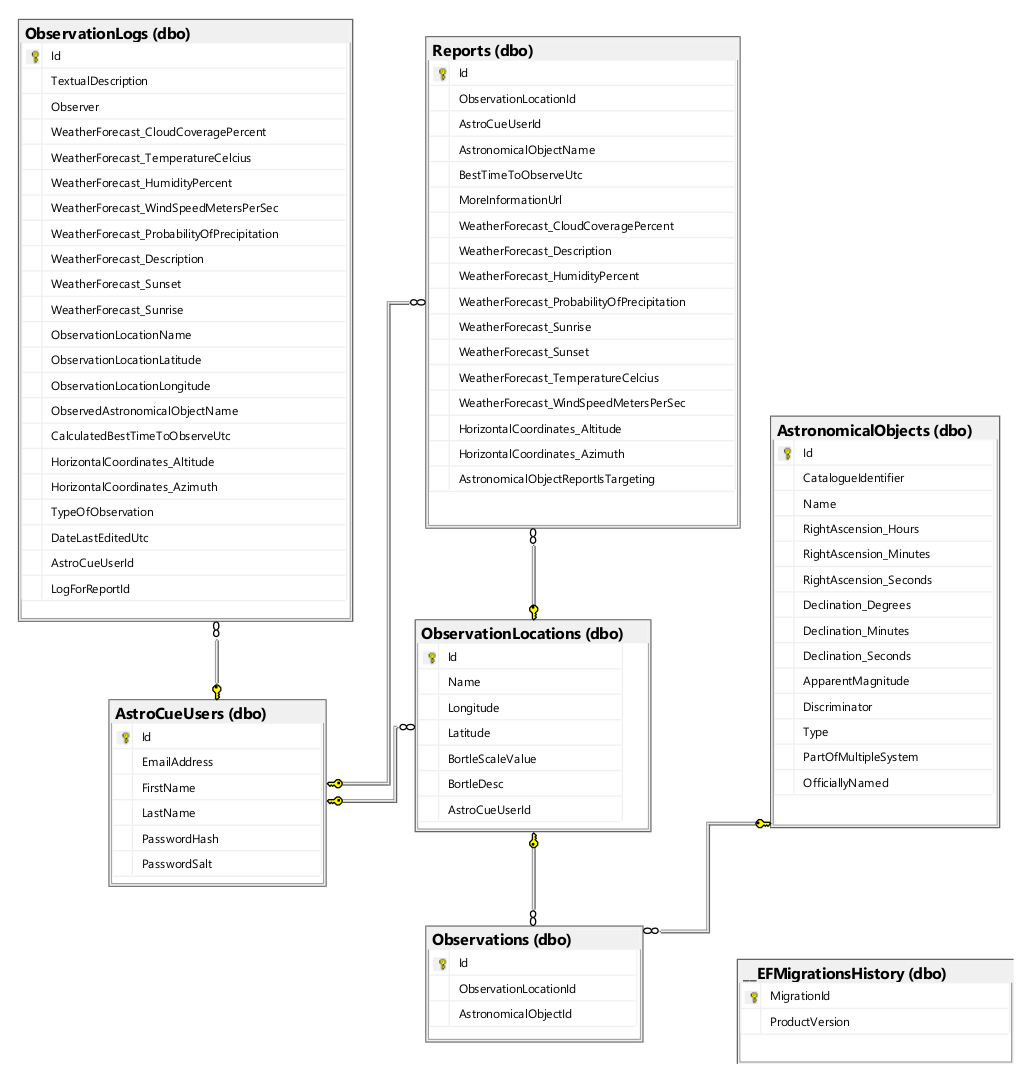 ObservationLogs (dbo)
Id
TextualDescription
Observer
WeatherForecast_CloudCoveragePercent
WeatherForecast_TemperatureCelcius
WeatherForecast_HumidityPercent
WeatherForecast_WindSpeedMetersPerSec
WeatherForecast_ProbabilityOfPrecipitation
WeatherForecast_Description
WeatherForecast_Sunset
WeatherForecast_Sunrise
ObservationLocationName
ObservationLocationLatitude
ObservationLocationLongitude
ObservedAstronomicalObjectName
CalculatedBestTimeToObserveUtc
HorizontalCoordinates_Altitude
HorizontalCoordinates_Azimuth
TypeOfObservation
DateLastEditedUtc
AstroCueUserId
LogForReportId
Reports (dbo)
Id
ObservationLocationId
AstroCueUserId
AstronomicalObjectName
BestTimeToObserveUtc
MoreInformationUrl
WeatherForecast_CloudCoveragePercent
WeatherForecast_Description
WeatherForecast_HumidityPercent
WeatherForecast_ProbabilityOfPrecipitation
WeatherForecast_Sunrise
WeatherForecast_Sunset
WeatherForecast_TemperatureCelcius
WeatherForecast_WindSpeedMetersPerSec
HorizontalCoordinates_Altitude
HorizontalCoordinates_Azimuth
AstronomicalObjectReportIsTargeting
AstronomicalObjects (dbo)
Id
CatalogueIdentifier
Name
RightAscension_Hours
RightAscension_Minutes
RightAscension_Seconds
Declination_Degrees
Declination_Minutes
Declination_Seconds
ApparentMagnitude
Discriminator
Type
PartOfMultipleSystem
OfficiallyNamed
AstroCueUsers (dbo)
Id
EmailAddress
FirstName
LastName
PasswordHash
PasswordSalt
ObservationLocations (dbo)
Id
Name
Longitude
Latitude
BortleScaleValue
BortleDesc
AstroCueUserId
Observations (dbo)
Id
ObservationLocationId
AstronomicalObjectId
__EFMigrationsHistory (dbo)
MigrationId
ProductVersion